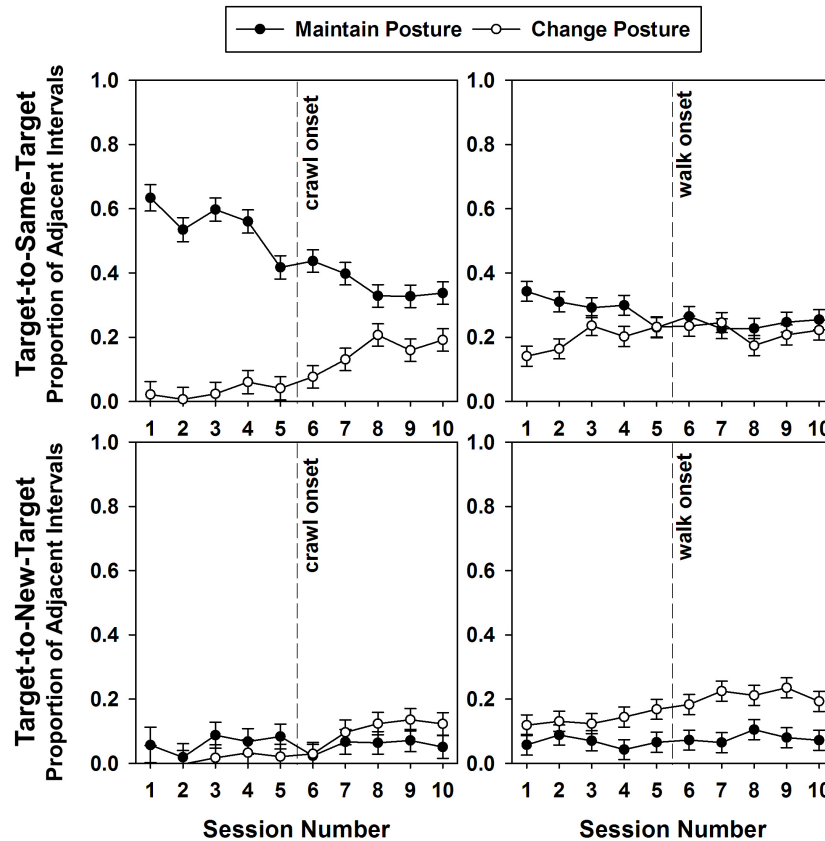 Maintain Posture Change Posture
Target-to-Same-Target
Proportion of Adjacent Intervals
1.0
0.8
0.6
0.4
0.2
0.0
crawl onset
1 2 3 4 5 6 7 8 9 10
1.0
0.8
0.6
0.4
0.2
0.0
walk onset
1 2 3 4 5 6 7 8 9 10
Target-to-New-Target
Proportion of Adjacent Intervals
1.0
0.8
0.6
0.4
0.2
0.0
crawl onset
1 2 3 4 5 6 7 8 9 10
Session Number
1.0
0.8
0.6
0.4
0.2
0.0
walk onset
1 2 3 4 5 6 7 8 9 10
Session Number